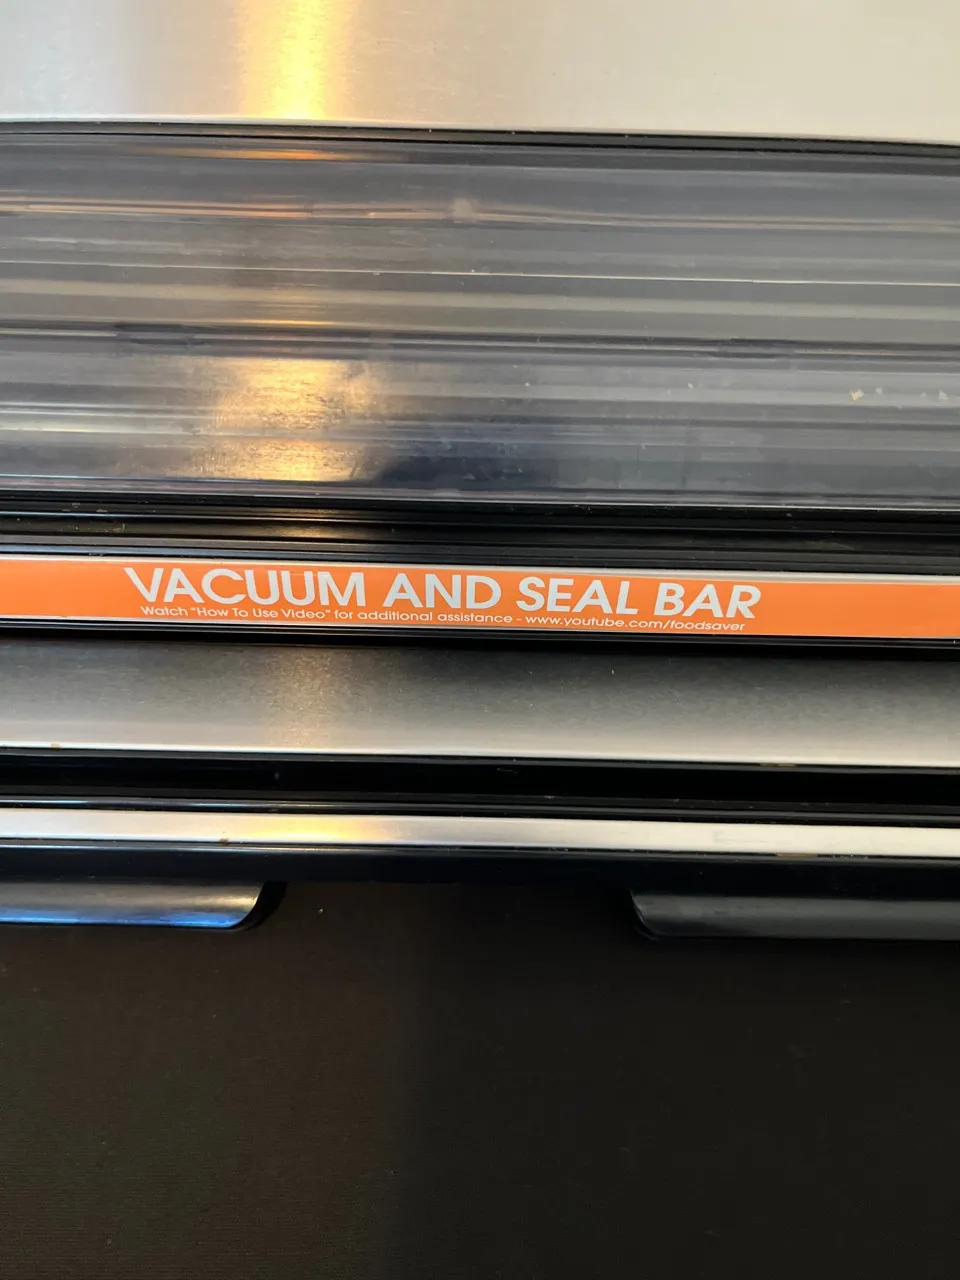 VACUUM AND SEAL BAR
Watch "How To Use Video" for additional assistance - www.youtube.com/foodsaver